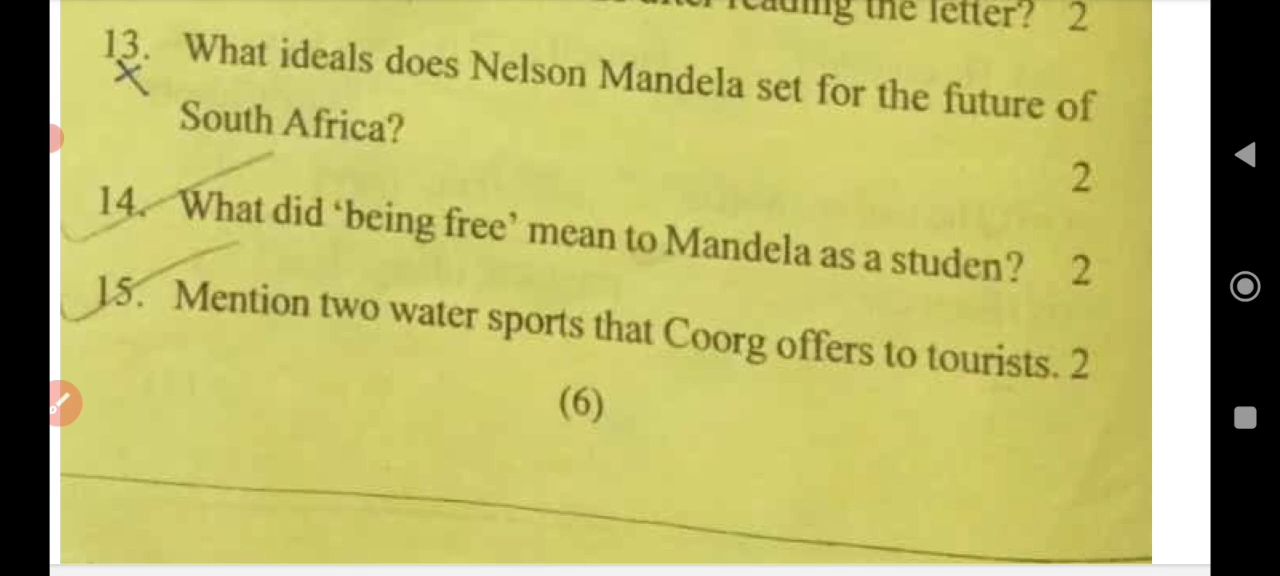 reading the letter? 2
13. What ideals does Nelson Mandela set for the future of
South Africa?
2
14. What did ‘being free’ mean to Mandela as a studen? 2
15. Mention two water sports that Coorg offers to tourists. 2
(6)